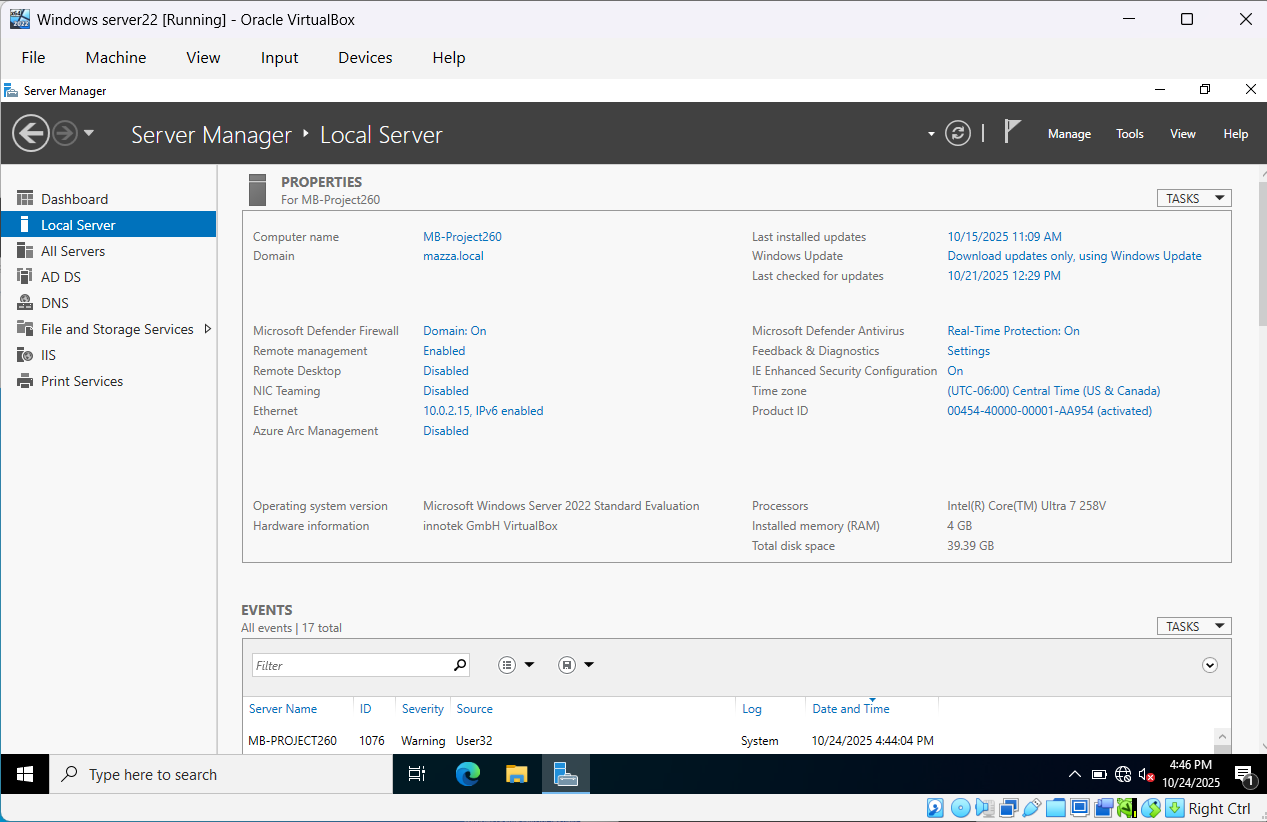 Windows server22 [Running] - Oracle VirtualBox
File Machine View Input Devices Help
Server Manager
Server Manager ‣ Local Server
Manage Tools View Help
Dashboard
Local Server
All Servers
AD DS
DNS
File and Storage Services
IIS
Print Services
PROPERTIES
For MB-Project260
TASKS
Computer name MB-Project260
Domain mazza.local
Last installed updates 10/15/2025 11:09 AM
Windows Update Download updates only, using Windows Update
Last checked for updates 10/21/2025 12:29 PM
Microsoft Defender Firewall Domain: On
Remote management Enabled
Remote Desktop Disabled
NIC Teaming Disabled
Ethernet 10.0.2.15, IPv6 enabled
Azure Arc Management Disabled
Microsoft Defender Antivirus Real-Time Protection: On
Feedback & Diagnostics Settings
IE Enhanced Security Configuration On
Time zone (UTC-06:00) Central Time (US & Canada)
Product ID 00454-40000-00001-AA954 (activated)
Operating system version Microsoft Windows Server 2022 Standard Evaluation
Hardware information innotek GmbH VirtualBox
Processors Intel(R) Core(TM) Ultra 7 258V
Installed memory (RAM) 4 GB
Total disk space 39.39 GB
EVENTS
All events | 17 total
TASKS
Filter
Server Name ID Severity Source Log Date and Time
MB-PROJECT260 1076 Warning User32 System 10/24/2025 4:44:04 PM
Type here to search
4:46 PM
10/24/2025
1
Right Ctrl